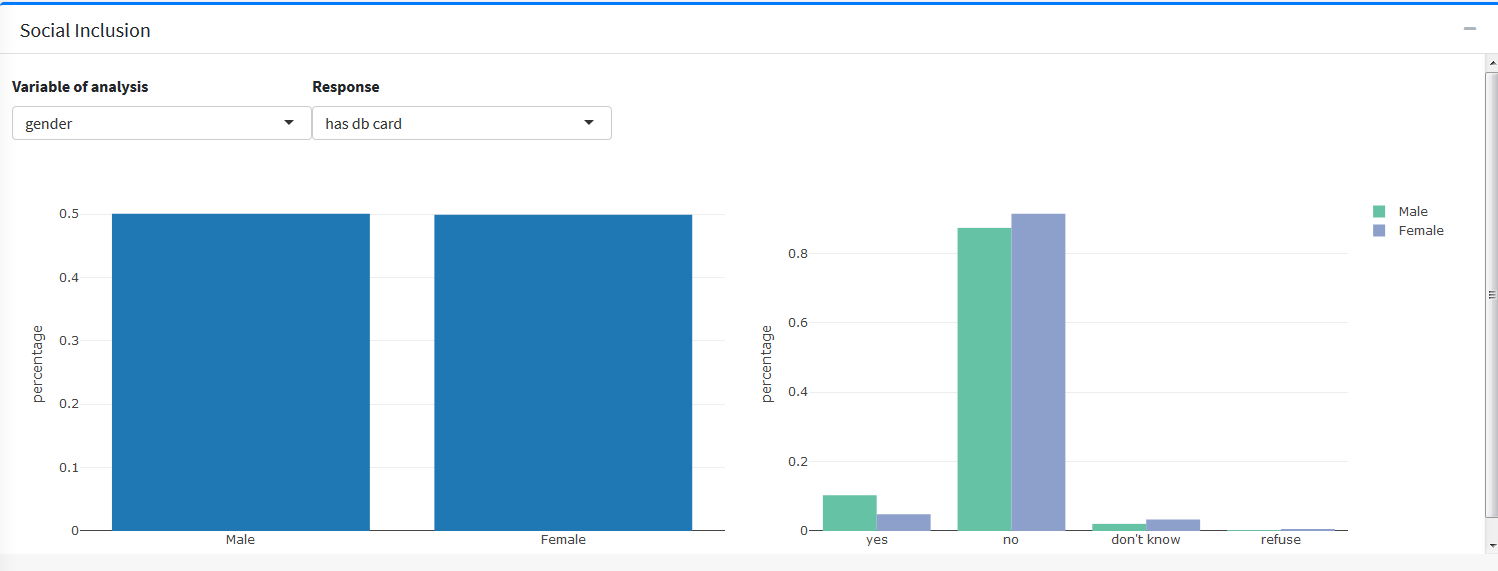 Social Inclusion
Variable of analysis
Response
gender
has db card
percentage
0.5
0.4
0.3
0.2
0.1
0
Male
Female
percentage
0.8
0.6
0.4
0.2
0
yes
no
don't know
refuse
Male
Female